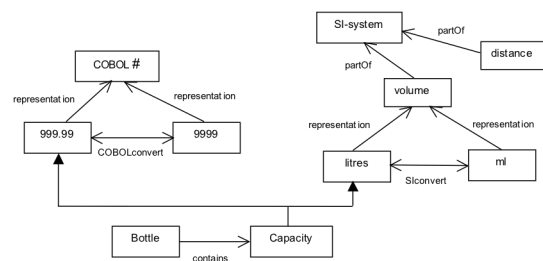 SI-system
partOf
distance
COBOL #
partOf
representation
representation
volume
999.99
9999
COBOLconvert
representation
representation
litres
ml
SIconvert
Bottle
Capacity
contains